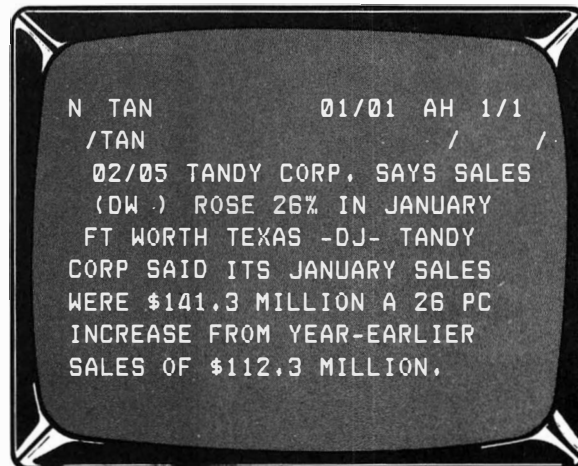 N TAN 01/01 AH 1/1
/TAN / /
02/05 TANDY CORP. SAYS SALES
(DW ) ROSE 26% IN JANUARY
FT WORTH TEXAS -DJ- TANDY
CORP SAID ITS JANUARY SALES
WERE $141.3 MILLION A 26 PC
INCREASE FROM YEAR-EARLIER
SALES OF $112.3 MILLION.